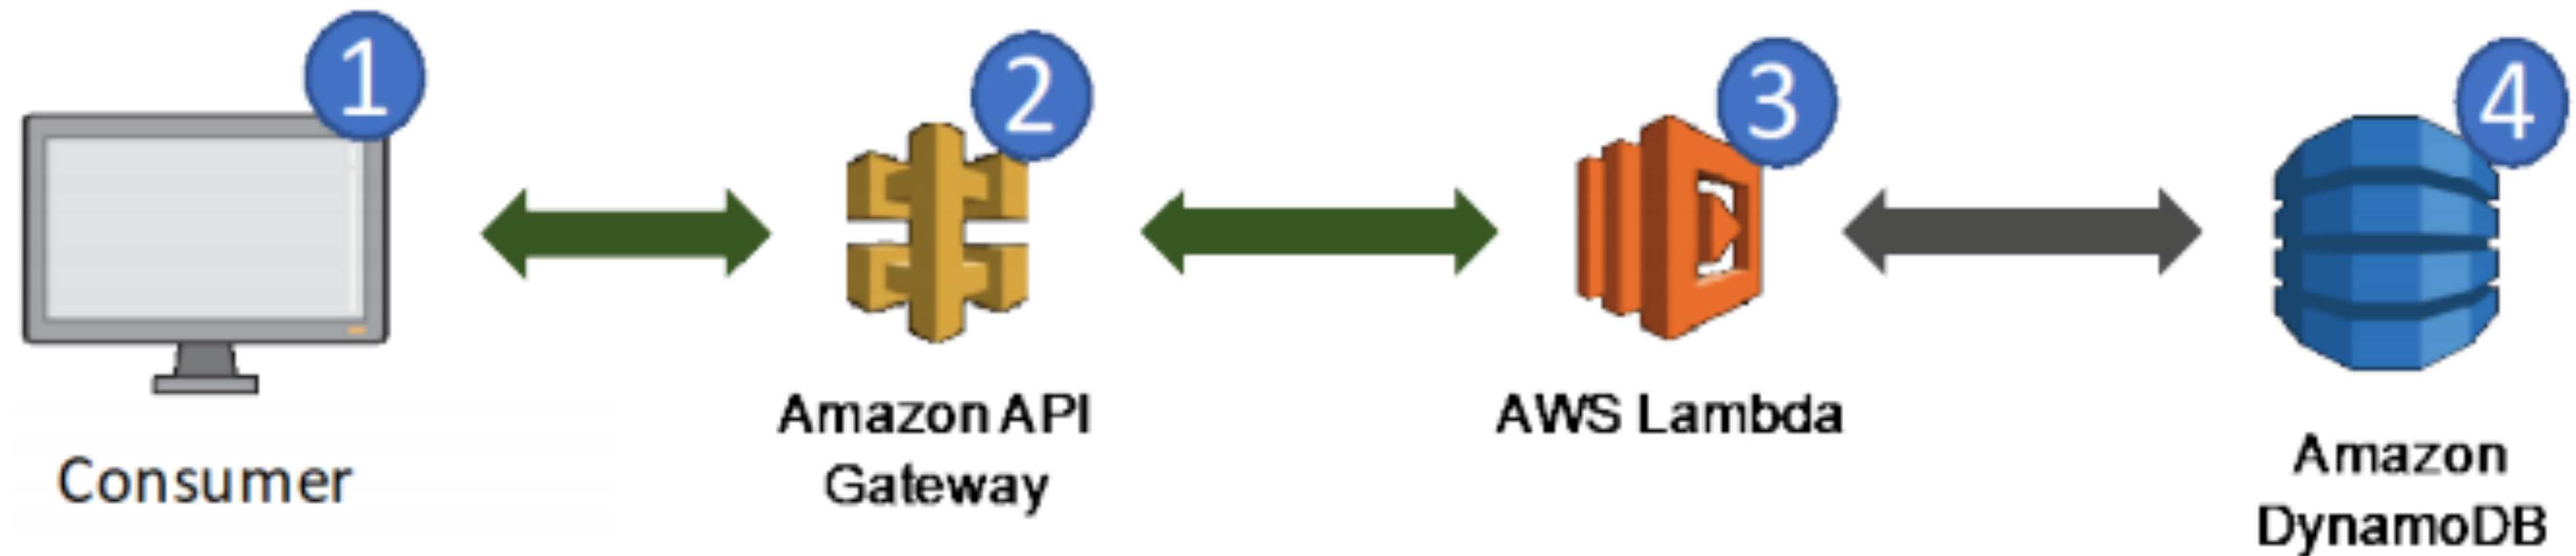 1
2
3
4
Consumer
Amazon API
Gateway
AWS Lambda
Amazon
DynamoDB